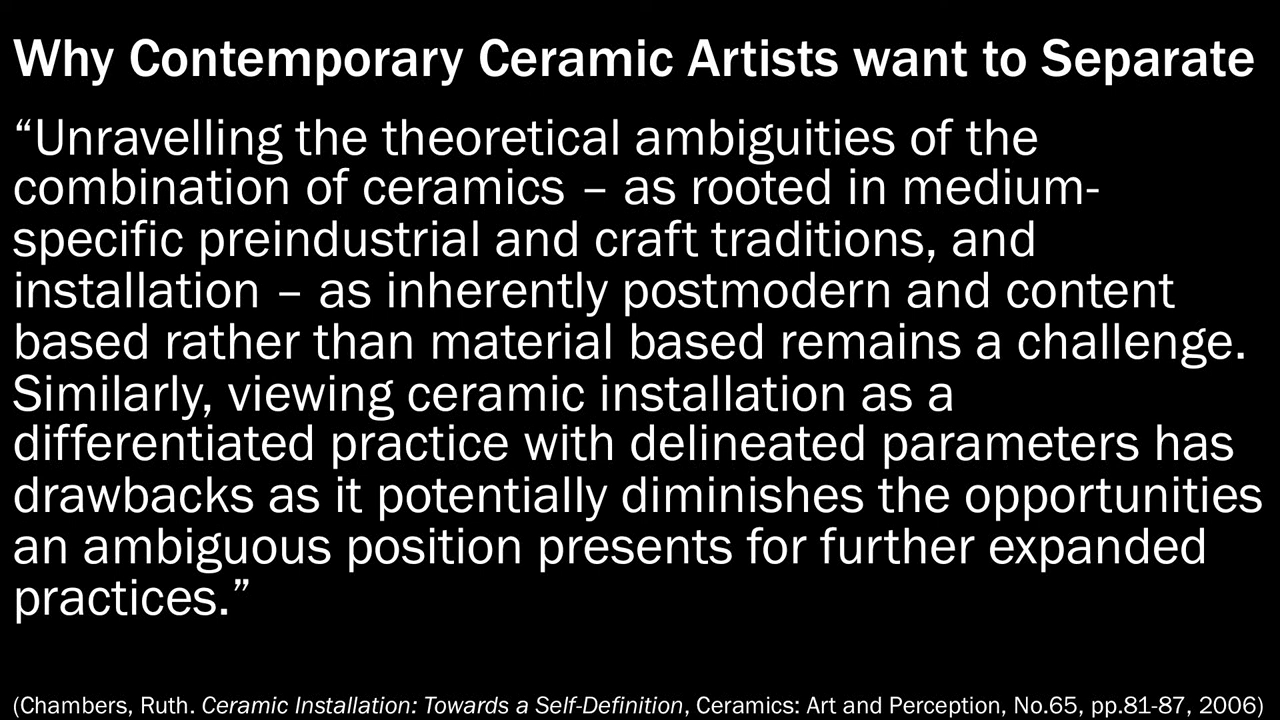 Why Contemporary Ceramic Artists want to Separate
“Unravelling the theoretical ambiguities of the
combination of ceramics – as rooted in medium-
specific preindustrial and craft traditions, and
installation – as inherently postmodern and content
based rather than material based remains a challenge.
Similarly, viewing ceramic installation as a
differentiated practice with delineated parameters has
drawbacks as it potentially diminishes the opportunities
an ambiguous position presents for further expanded
practices.”
(Chambers, Ruth. Ceramic Installation: Towards a Self-Definition, Ceramics: Art and Perception, No.65, pp.81-87, 2006)